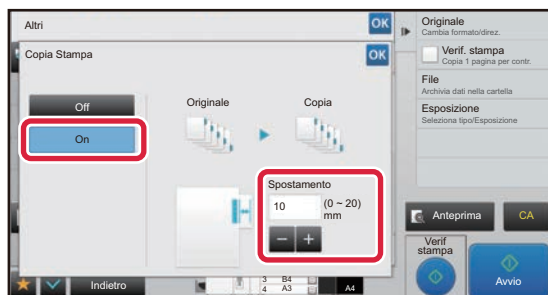 Altri
OK
Copia Stampa
OK
Off
On
Originale
Copia
Spostamento
10
(0 ~ 20)
mm
Indietro
3 B4
4 A3
A4
Originale
Cambia formato/direz.
Verif. stampa
Copia 1 pagina per contr.
File
Archivia dati nella cartella
Esposizione
Seleziona tipo/Esposizione
Anteprima
CA
Verif
stampa
Avvio